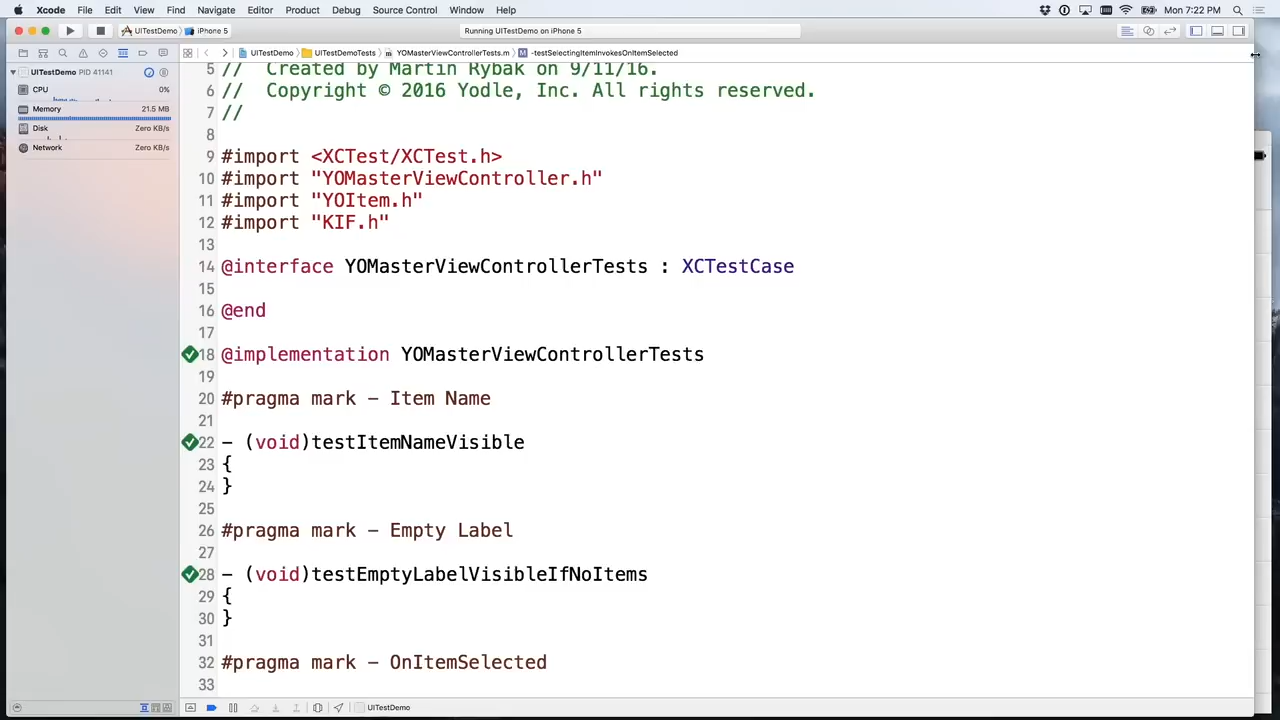 Xcode File Edit View Find Navigate Editor Product Debug Source Control Window Help Mon 7:22 PM
UITestDemo iPhone 5 Running UITestDemo on iPhone 5
UITestDemo UITestDemoTests YOMasterViewControllerTests.m M -testSelectingItemInvokesOnItemSelected
UITestDemo PID 41141
CPU 0%
Memory 21.5 MB
Disk Zero KB/s
Network Zero KB/s
5 // Created by Martin Rybak on 9/11/16.
6 // Copyright © 2016 Yodle, Inc. All rights reserved.
7 //
8
9 #import <XCTest/XCTest.h>
10 #import "YOMasterViewController.h"
11 #import "YOItem.h"
12 #import "KIF.h"
13
14 @interface YOMasterViewControllerTests : XCTestCase
15
16 @end
17
18 @implementation YOMasterViewControllerTests
19
20 #pragma mark - Item Name
21
22 - (void)testItemNameVisible
23 {
24 }
25
26 #pragma mark - Empty Label
27
28 - (void)testEmptyLabelVisibleIfNoItems
29 {
30 }
31
32 #pragma mark - OnItemSelected
33
UITestDemo